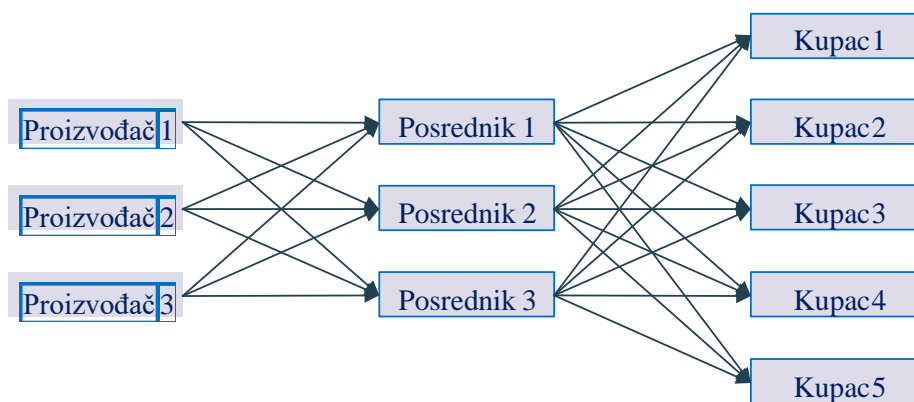 Kupac1
Proizvođač 1
Posrednik 1
Kupac2
Proizvođač 2
Posrednik 2
Kupac3
Proizvođač 3
Posrednik 3
Kupac4
Kupac5